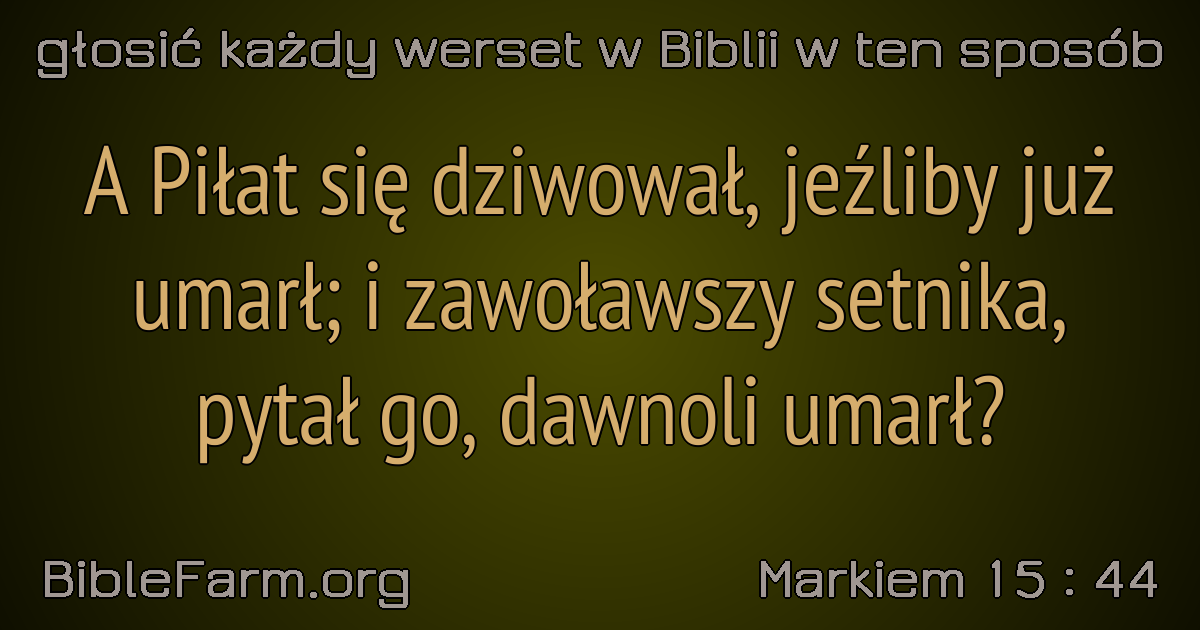 głosić każdy werset w Biblii w ten sposób
A Piłat się dziwował, jeźliby już
umarł; i zawoławszy setnika,
pytał go, dawnoli umarł?
BibleFarm.org
Markiem 15 : 44